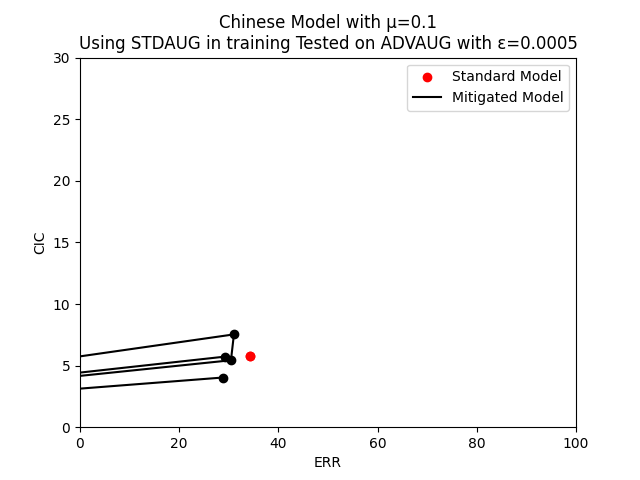 Chinese Model with μ=0.1
Using STDAUG in training Tested on ADVAUG with ε=0.0005
Standard Model
Mitigated Model
30
25
20
15
10
5
0
CIC
0 20 40 60 80 100
ERR